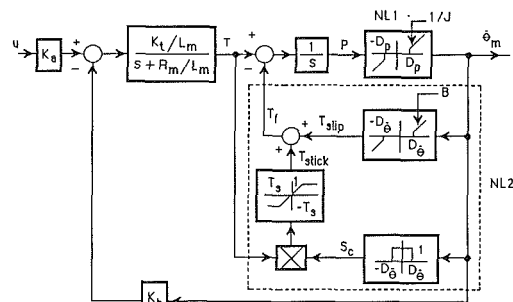 NL1
1/J
u
K_a
+
−
K_t/L_m
s + R_m/L_m
T
+
−
1
s
P
-D_p
D_p
θ̇_m
T_f
+
+
T_slip
-D_θ̇
D_θ̇
B
T_stick
NL2
T_s
1
-T_s
S_c
1
-D_θ̇
D_θ̇
K_b